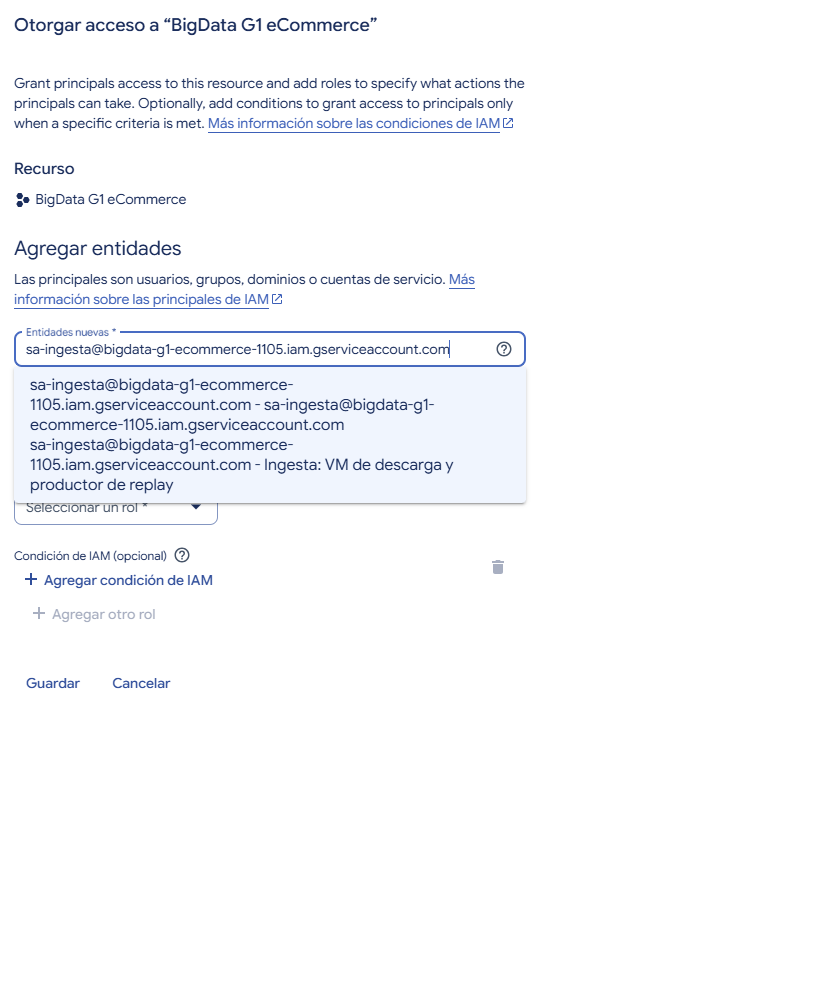 Otorgar acceso a “BigData G1 eCommerce”
Grant principals access to this resource and add roles to specify what actions the
principals can take. Optionally, add conditions to grant access to principals only
when a specific criteria is met. Más información sobre las condiciones de IAM
Recurso
BigData G1 eCommerce
Agregar entidades
Las principales son usuarios, grupos, dominios o cuentas de servicio. Más
información sobre las principales de IAM
Entidades nuevas *
sa-ingesta@bigdata-g1-ecommerce-1105.iam.gserviceaccount.com
sa-ingesta@bigdata-g1-ecommerce-
1105.iam.gserviceaccount.com - sa-ingesta@bigdata-g1-
ecommerce-1105.iam.gserviceaccount.com
sa-ingesta@bigdata-g1-ecommerce-
1105.iam.gserviceaccount.com - Ingesta: VM de descarga y
productor de replay
Seleccionar un rol *
Condición de IAM (opcional)
+ Agregar condición de IAM
+ Agregar otro rol
Guardar Cancelar